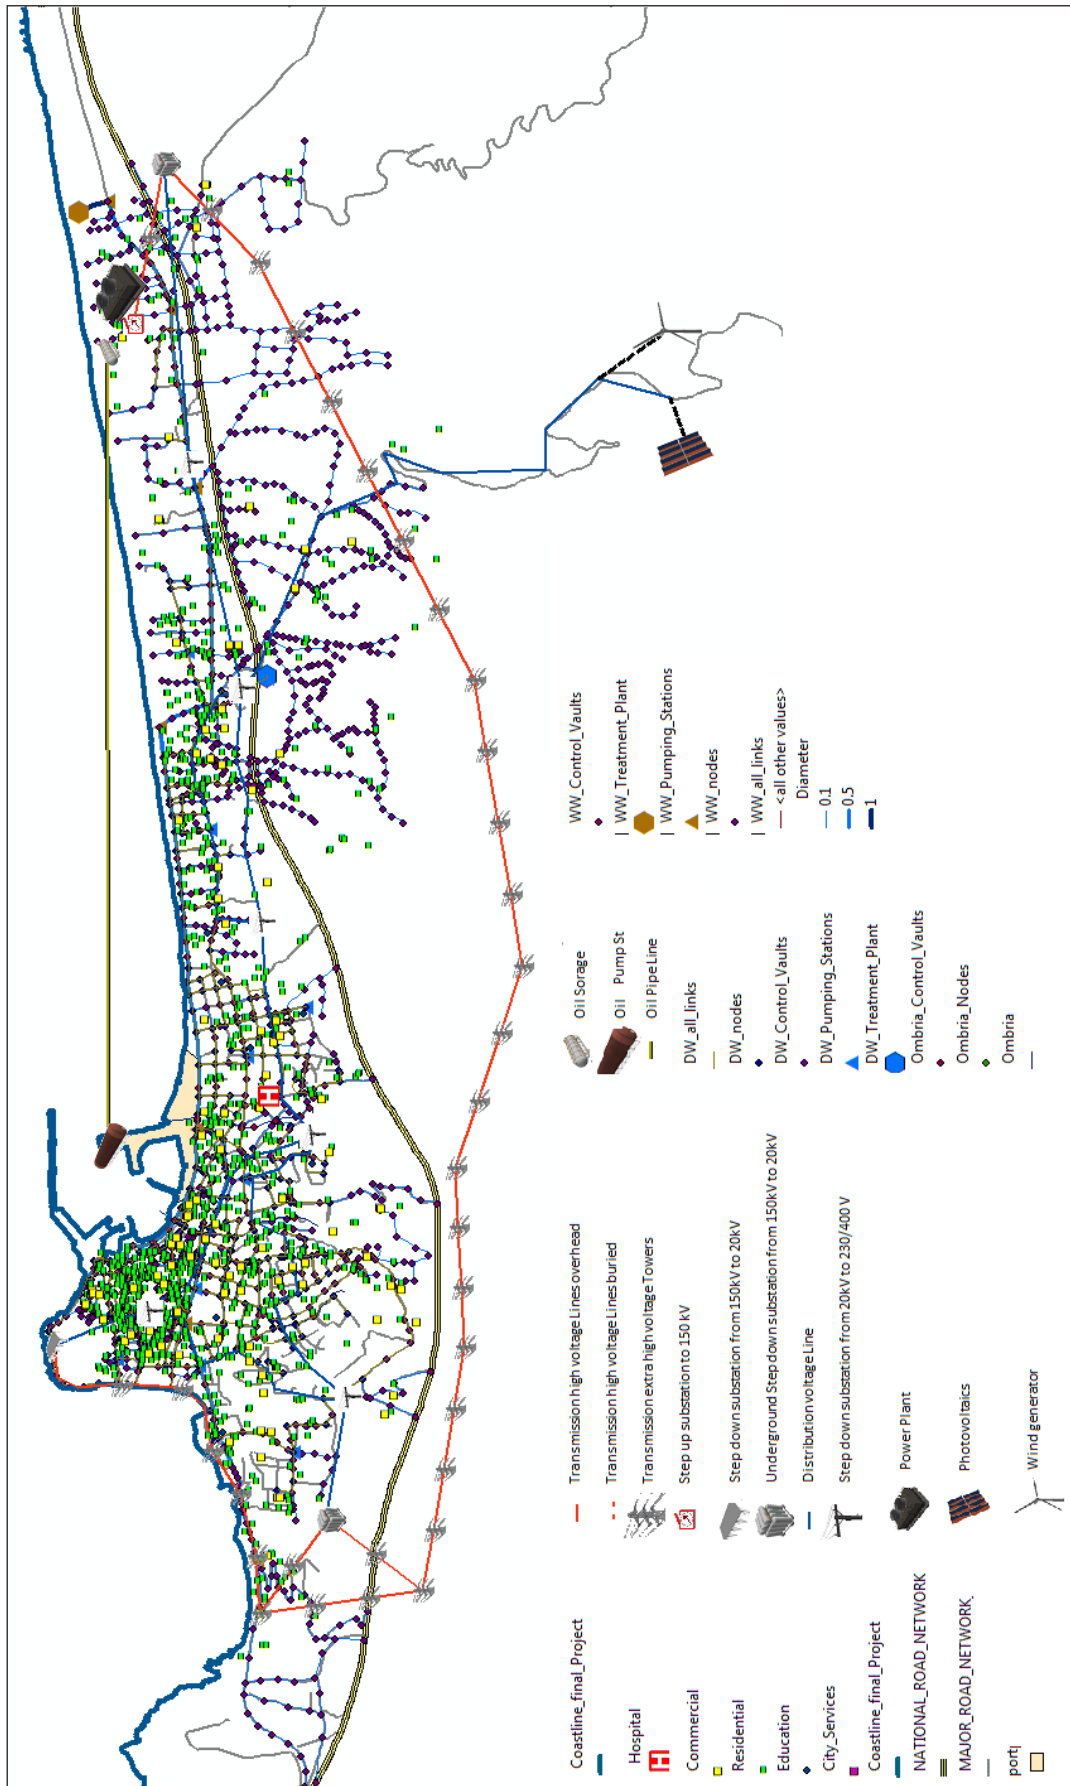 Coastline_final_Project
Hospital
Commercial
Residential
Education
City_Services
Coastline_final_Project
NATIONAL_ROAD_NETWORK
MAJOR_ROAD_NETWORK
port
Transmission high voltage Lines overhead
Transmission high voltage Lines buried
Transmission extra high voltage Towers
Step up substation to 150 kV
Step down substation from 150kV to 20kV
Underground Step down substation from 150kV to 20kV
Distribution voltage Line
Step down substation from 20kV to 230/400 V
Power Plant
Photovoltaics
Wind generator
Oil Sorage
Oil Pump St
Oil PipeLine
DW_all_links
DW_nodes
DW_Control_Vaults
DW_Pumping_Stations
DW_Treatment_Plant
Ombria_Control_Vaults
Ombria_Nodes
Ombria
WW_Control_Vaults
WW_Treatment_Plant
WW_Pumping_Stations
WW_nodes
WW_all_links
<all other values>
Diameter
0.1
0.5
1
H